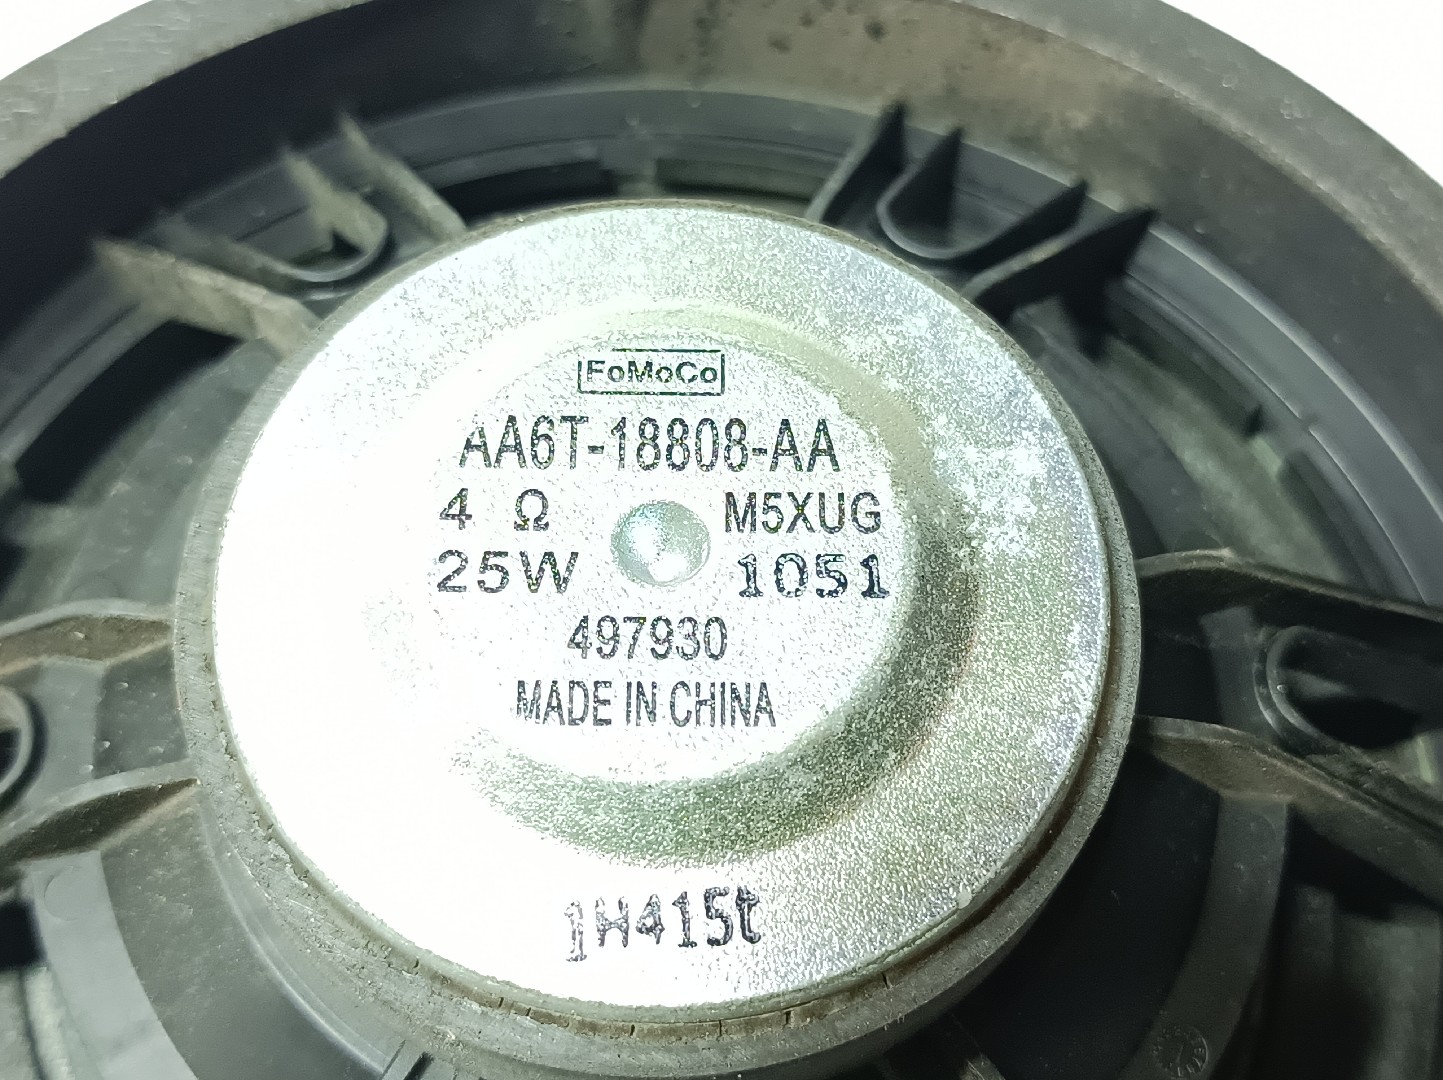 FoMoCo
AA6T-18808-AA
4 Ω M5XUG
25W 1051
497930
MADE IN CHINA
1H415t